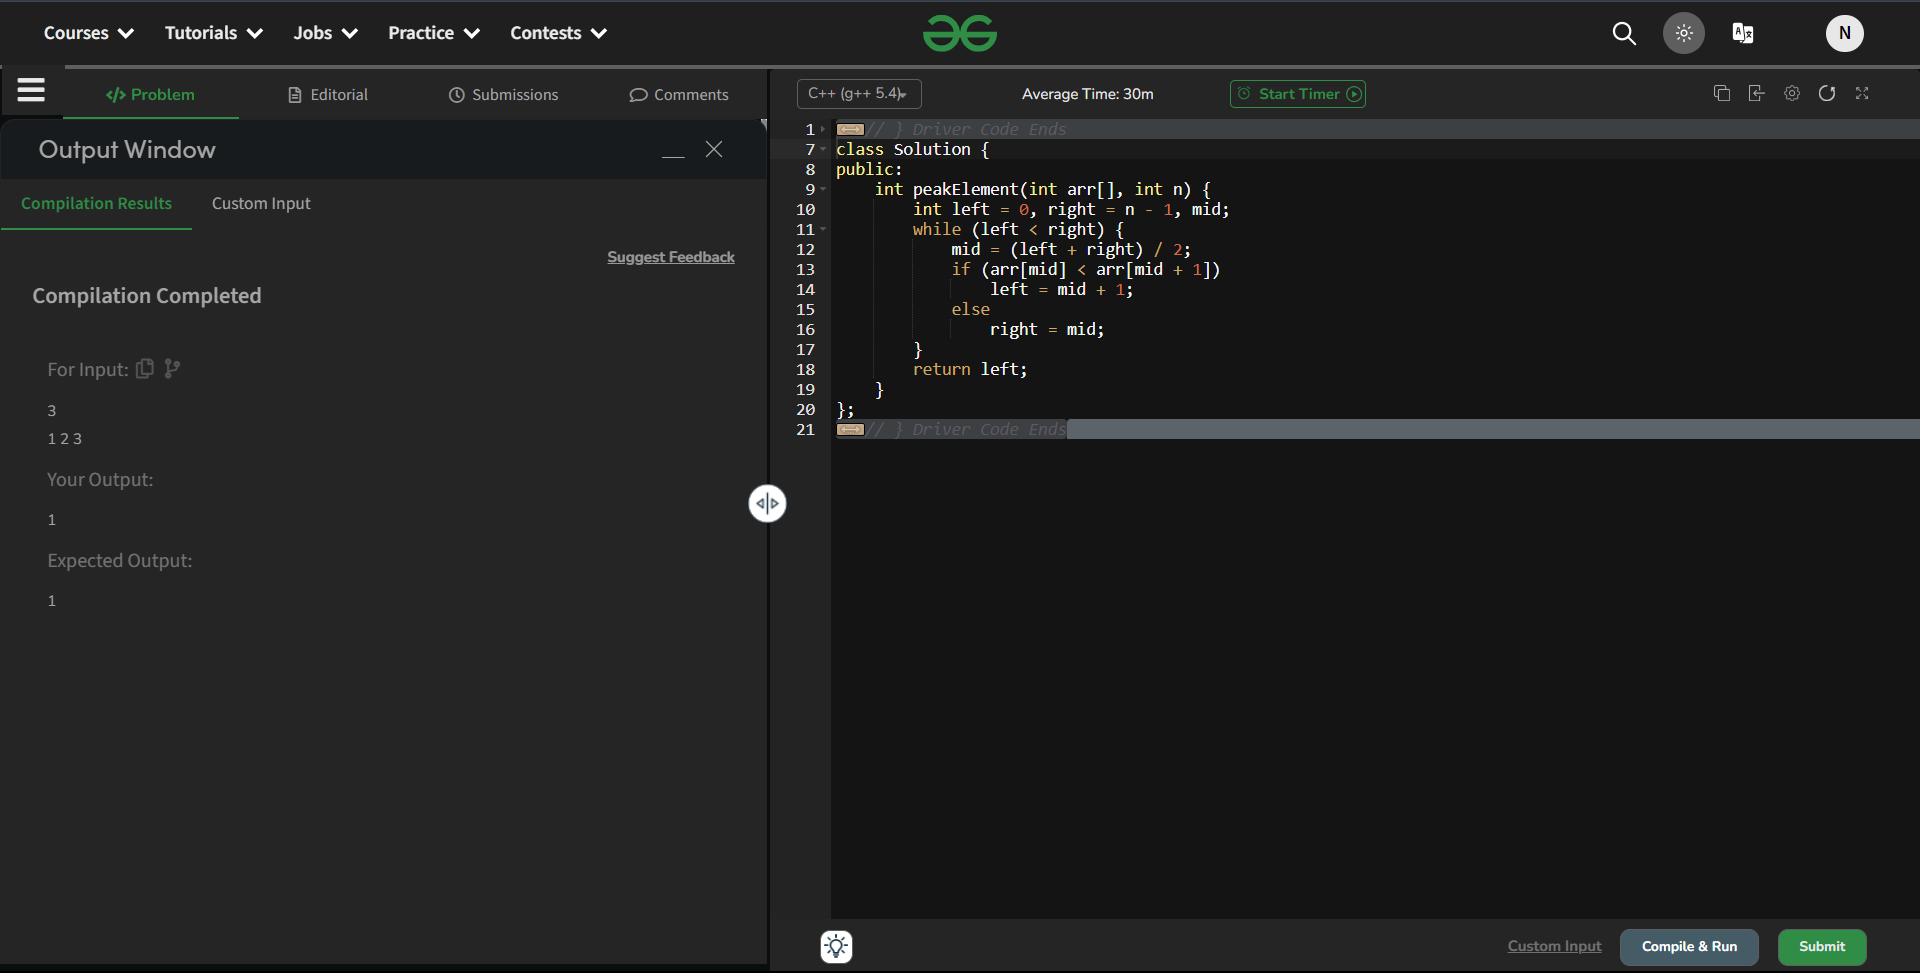 Courses Tutorials Jobs Practice Contests
N
Problem Editorial Submissions Comments
C++ (g++ 5.4) Average Time: 30m Start Timer
Output Window
Compilation Results Custom Input
Suggest Feedback
Compilation Completed
For Input:
3
1 2 3
Your Output:
1
Expected Output:
1
1 // } Driver Code Ends
7 class Solution {
8 public:
9 int peakElement(int arr[], int n) {
10 int left = 0, right = n - 1, mid;
11 while (left < right) {
12 mid = (left + right) / 2;
13 if (arr[mid] < arr[mid + 1])
14 left = mid + 1;
15 else
16 right = mid;
17 }
18 return left;
19 }
20 };
21 // } Driver Code Ends
Custom Input Compile & Run Submit